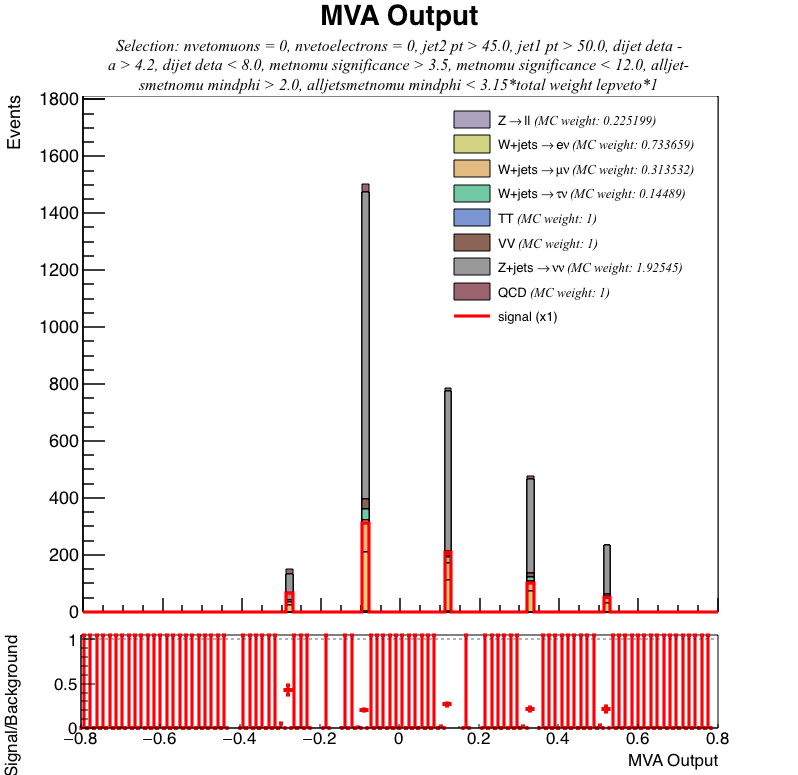 MVA Output
Selection: nvetomuons = 0, nvetoelectrons = 0, jet2 pt > 45.0, jet1 pt > 50.0, dijet deta -
a > 4.2, dijet deta < 8.0, metnomu significance > 3.5, metnomu significance < 12.0, alljet-
smetnomu mindphi > 2.0, alljetsmetnomu mindphi < 3.15*total weight lepveto*1
Events
1800
1600
1400
1200
1000
800
600
400
200
0
Z→ll (MC weight: 0.225199)
W+jets→eν (MC weight: 0.733659)
W+jets→μν (MC weight: 0.313532)
W+jets→τν (MC weight: 0.14489)
TT (MC weight: 1)
VV (MC weight: 1)
Z+jets→νν (MC weight: 1.92545)
QCD (MC weight: 1)
signal (x1)
Signal/Background
1
0.5
0
−0.8 −0.6 −0.4 −0.2 0 0.2 0.4 0.6 0.8
MVA Output